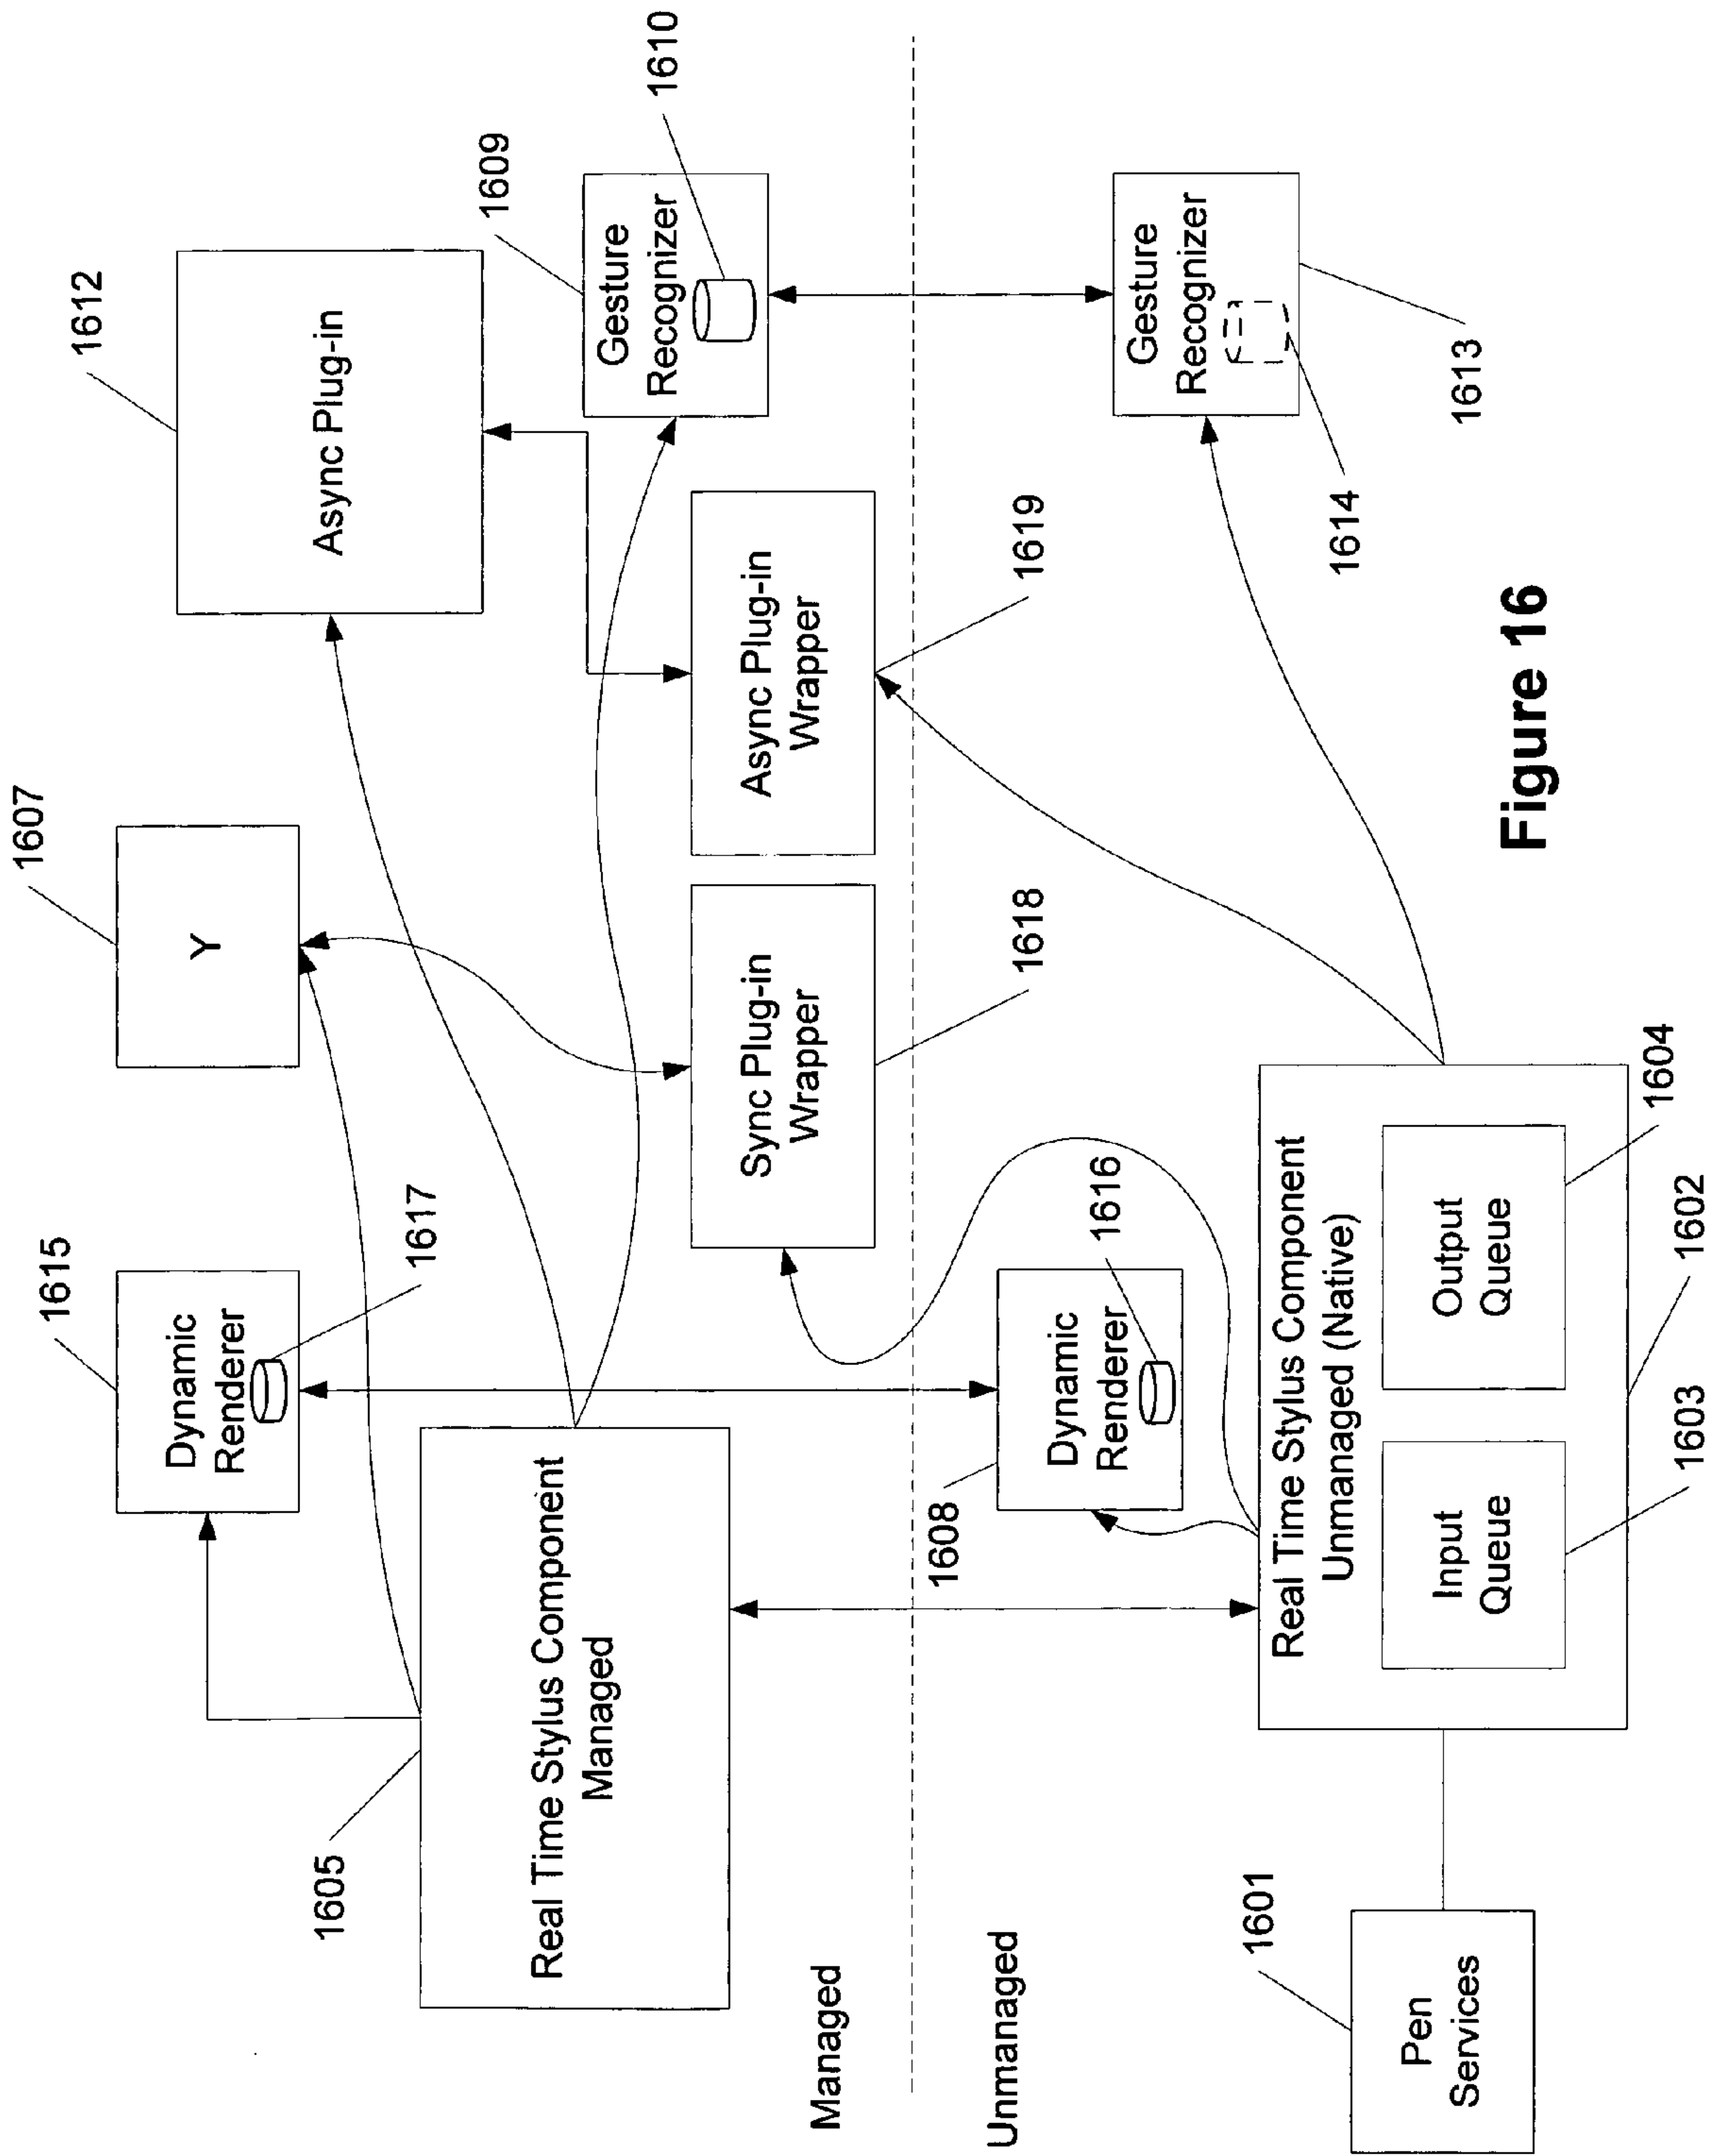 1615
1607
1612
Dynamic
Renderer
1617
Y
Async Plug-in
1609
1610
Gesture
Recognizer
1605
Real Time Stylus Component
Managed
Sync Plug-in
Wrapper
1618
Async Plug-in
Wrapper
1619
Managed
Unmanaged
1608
Dynamic
Renderer
1616
Gesture
Recognizer
1613
1614
1601
Pen
Services
Real Time Stylus Component
Unmanaged (Native)
Input
Queue
Output
Queue
1603
1602
1604
Figure 16